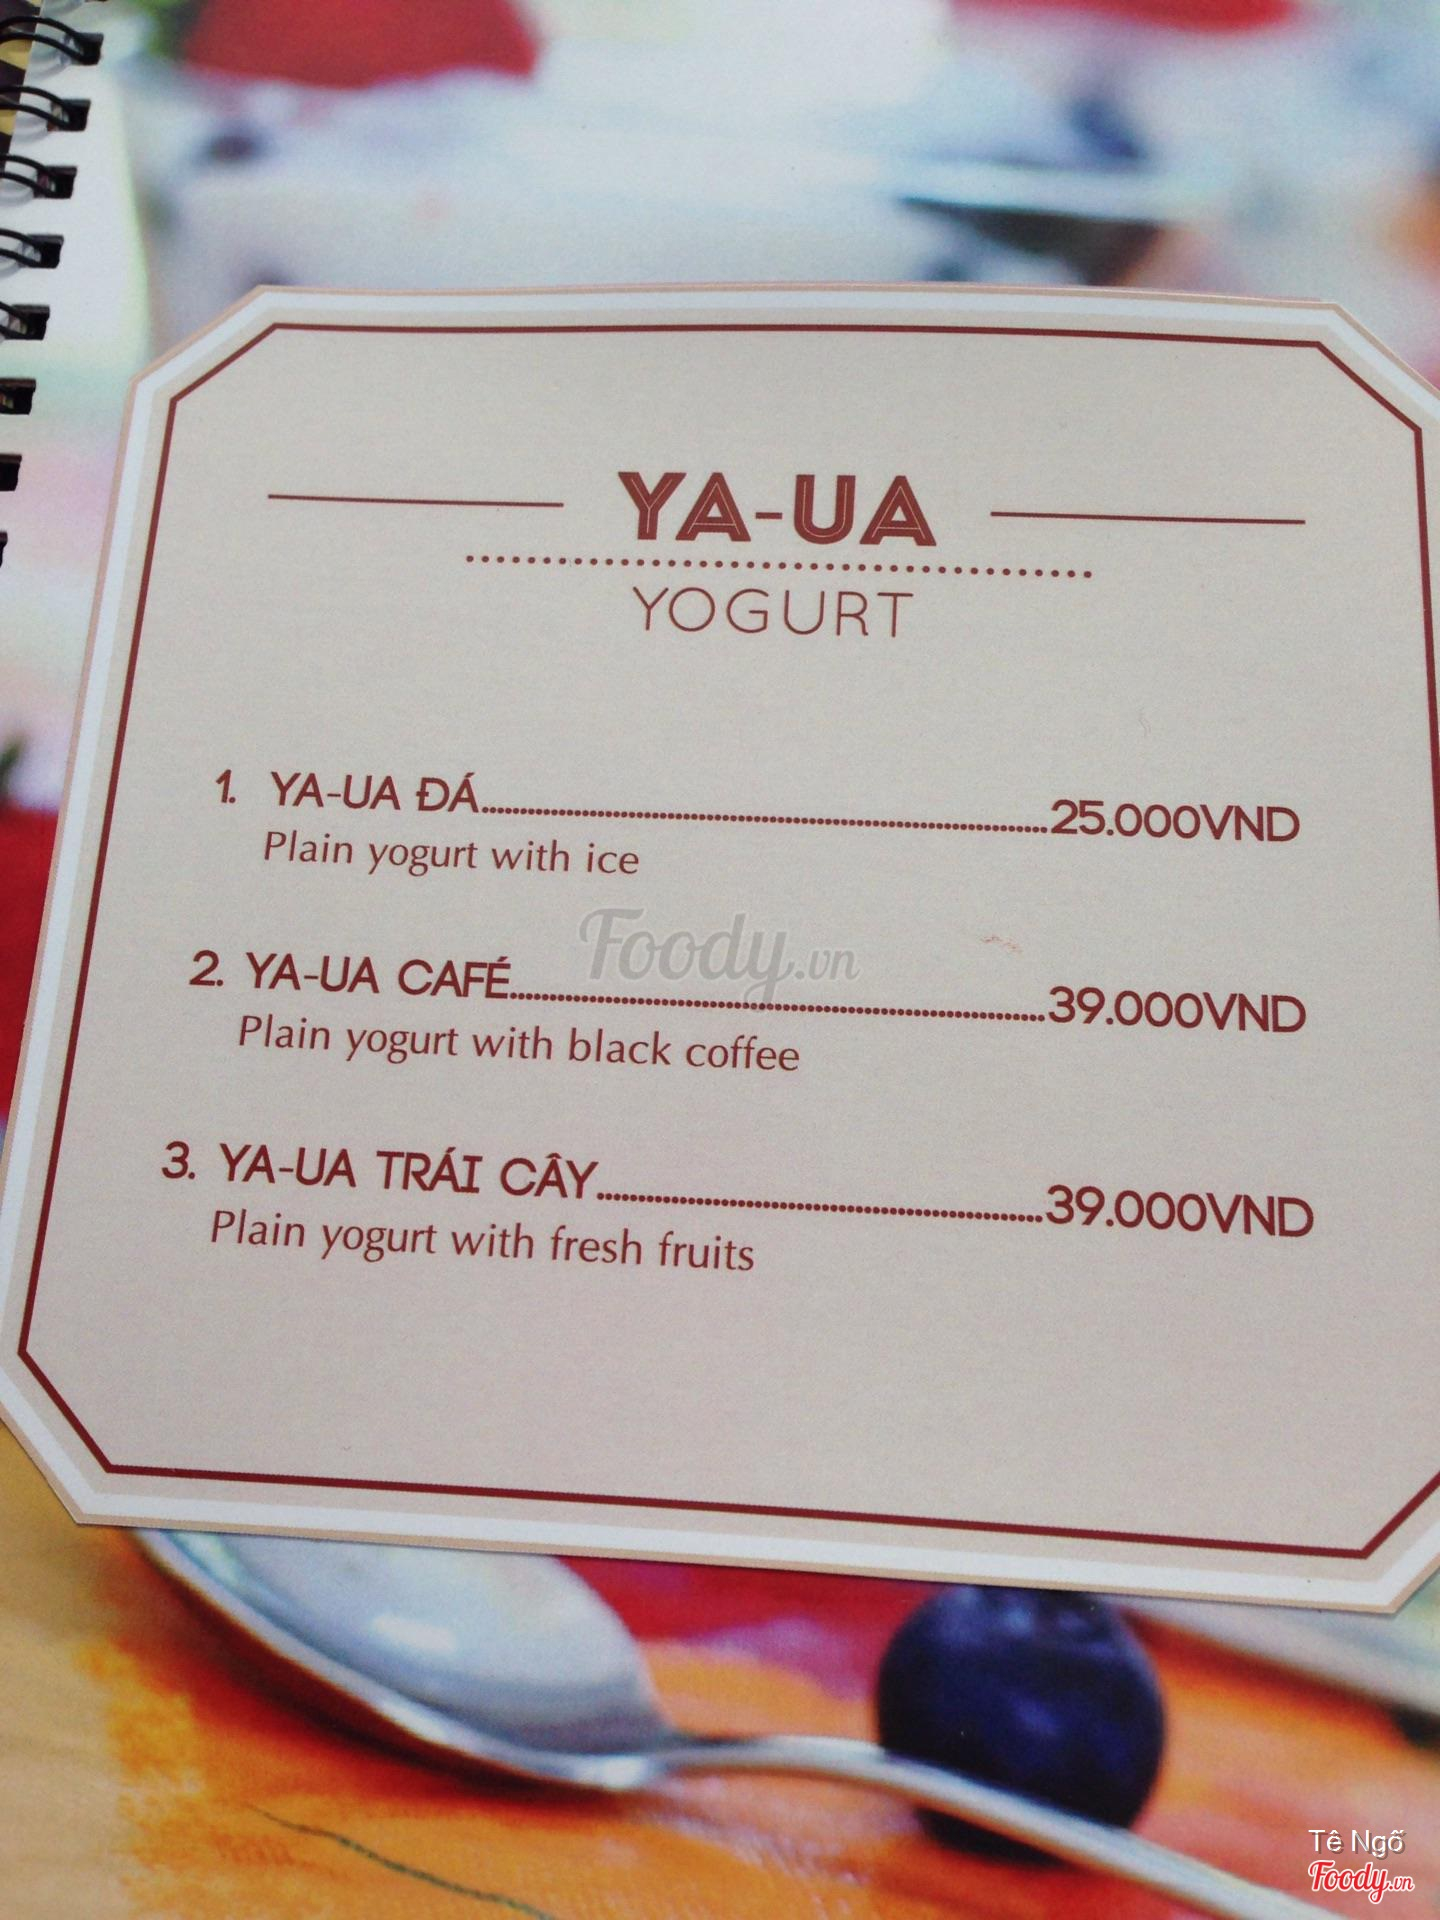 YA-UA
YOGURT
1. YA-UA ĐÁ 25.000VND
Plain yogurt with ice
Foody.vn
2. YA-UA CAFÉ 39.000VND
Plain yogurt with black coffee
3. YA-UA TRÁI CÂY 39.000VND
Plain yogurt with fresh fruits
Tê Ngố
Foody.vn